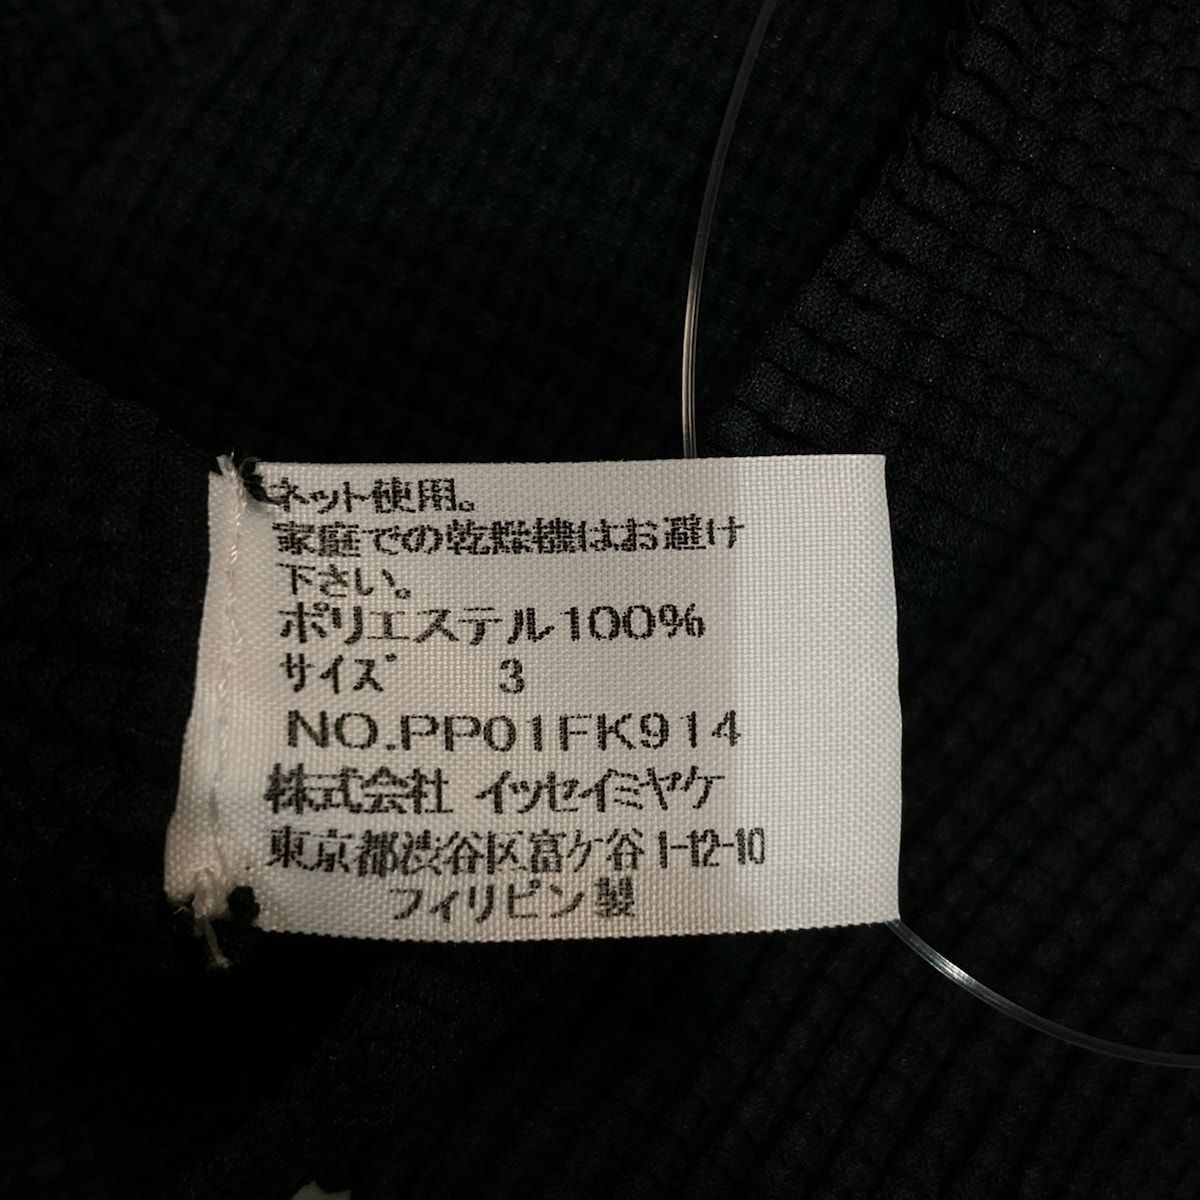 ネット使用。
家庭での乾燥機はお避け
下さい。
ポリエステル100%
サイズ 3
NO.PP01FK914
株式会社 イッセイミヤケ
東京都渋谷区富ケ谷1-12-10
フィリピン製